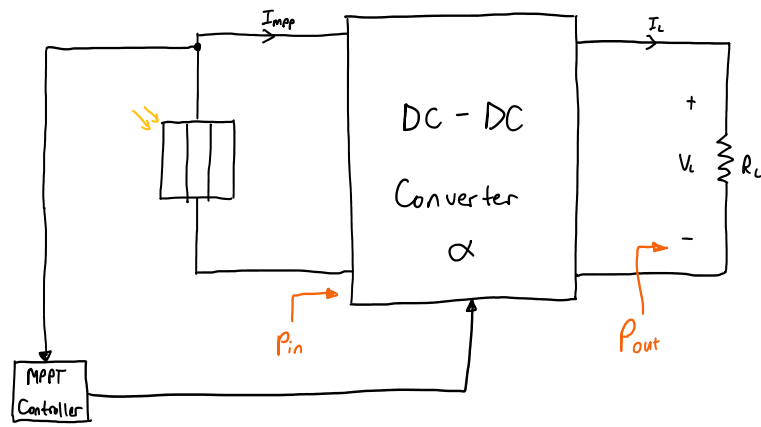 Impp
IL
DC - DC
Converter
α
+
VL
-
RL
Pin
Pout
MPPT
Controller